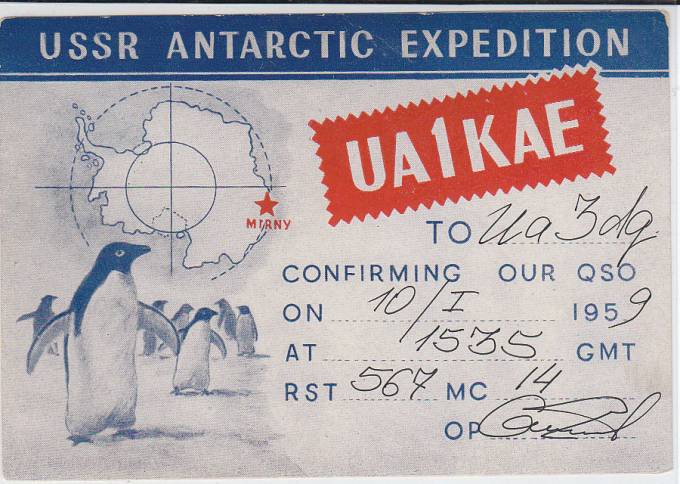 USSR ANTARCTIC EXPEDITION
UA1KAE
MIRNY
TO Ua3dq
CONFIRMING OUR QSO
ON 10/I 1959
AT 1535 GMT
RST 567 MC 14
OP